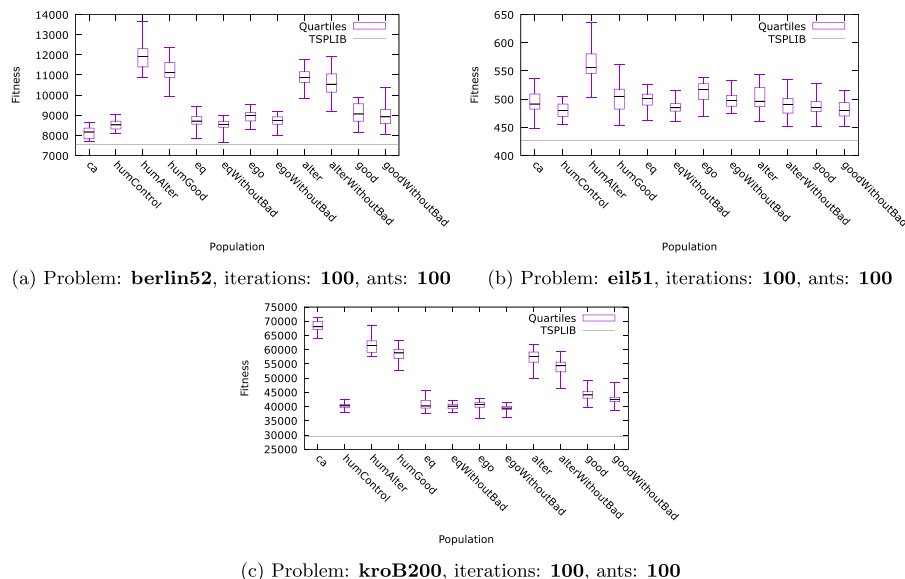 14000
13000
12000
11000
10000
9000
8000
7000
Fitness
Quartiles
TSPLIB
ca
humControl
humAlter
humGood
eq
eqWithoutBad
ego
egoWithoutBad
alter
alterWithoutBad
good
goodWithoutBad
Population
(a) Problem: berlin52, iterations: 100, ants: 100
650
600
550
500
450
400
Fitness
Quartiles
TSPLIB
ca
humControl
humAlter
humGood
eq
eqWithoutBad
ego
egoWithoutBad
alter
alterWithoutBad
good
goodWithoutBad
Population
(b) Problem: eil51, iterations: 100, ants: 100
75000
70000
65000
60000
55000
50000
45000
40000
35000
30000
25000
Fitness
Quartiles
TSPLIB
ca
humControl
humAlter
humGood
eq
eqWithoutBad
ego
egoWithoutBad
alter
alterWithoutBad
good
goodWithoutBad
Population
(c) Problem: kroB200, iterations: 100, ants: 100